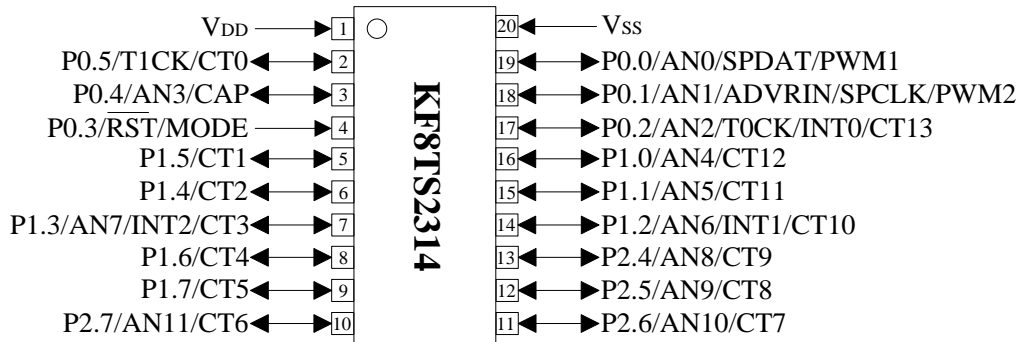 VDD 1 20 VSS
P0.5/T1CK/CT0 2 19 P0.0/AN0/SPDAT/PWM1
P0.4/AN3/CAP 3 18 P0.1/AN1/ADVRIN/SPCLK/PWM2
P0.3/RST/MODE 4 17 P0.2/AN2/T0CK/INT0/CT13
P1.5/CT1 5 16 P1.0/AN4/CT12
P1.4/CT2 6 15 P1.1/AN5/CT11
P1.3/AN7/INT2/CT3 7 14 P1.2/AN6/INT1/CT10
P1.6/CT4 8 13 P2.4/AN8/CT9
P1.7/CT5 9 12 P2.5/AN9/CT8
P2.7/AN11/CT6 10 11 P2.6/AN10/CT7
KF8TS2314